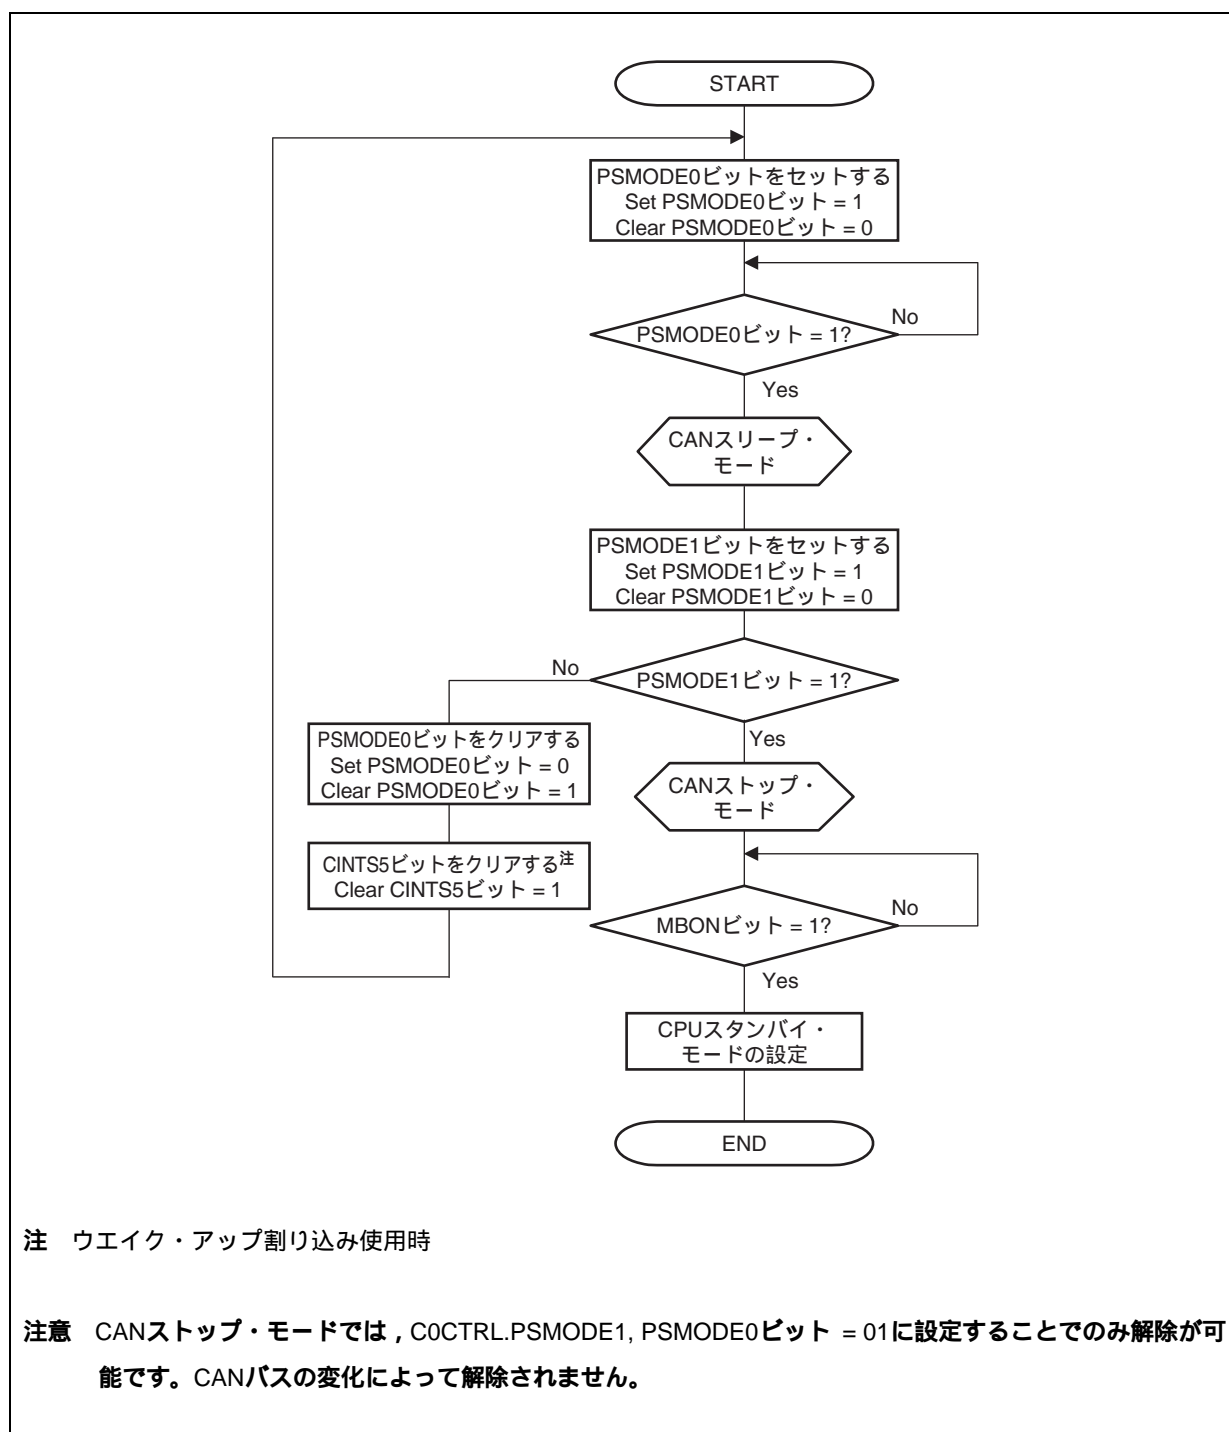 START
PSMODE0ビットをセットする
Set PSMODE0ビット = 1
Clear PSMODE0ビット = 0
No
PSMODE0ビット = 1?
Yes
CANスリープ・
モード
PSMODE1ビットをセットする
Set PSMODE1ビット = 1
Clear PSMODE1ビット = 0
No
PSMODE1ビット = 1?
Yes
PSMODE0ビットをクリアする
Set PSMODE0ビット = 0
Clear PSMODE0ビット = 1
CANストップ・
モード
CINTS5ビットをクリアする注
Clear CINTS5ビット = 1
No
MBONビット = 1?
Yes
CPUスタンバイ・
モードの設定
END
注 ウエイク・アップ割り込み使用時
注意 CANストップ・モードでは，C0CTRL.PSMODE1, PSMODE0ビット = 01に設定することでのみ解除が可
能です。CANバスの変化によって解除されません。